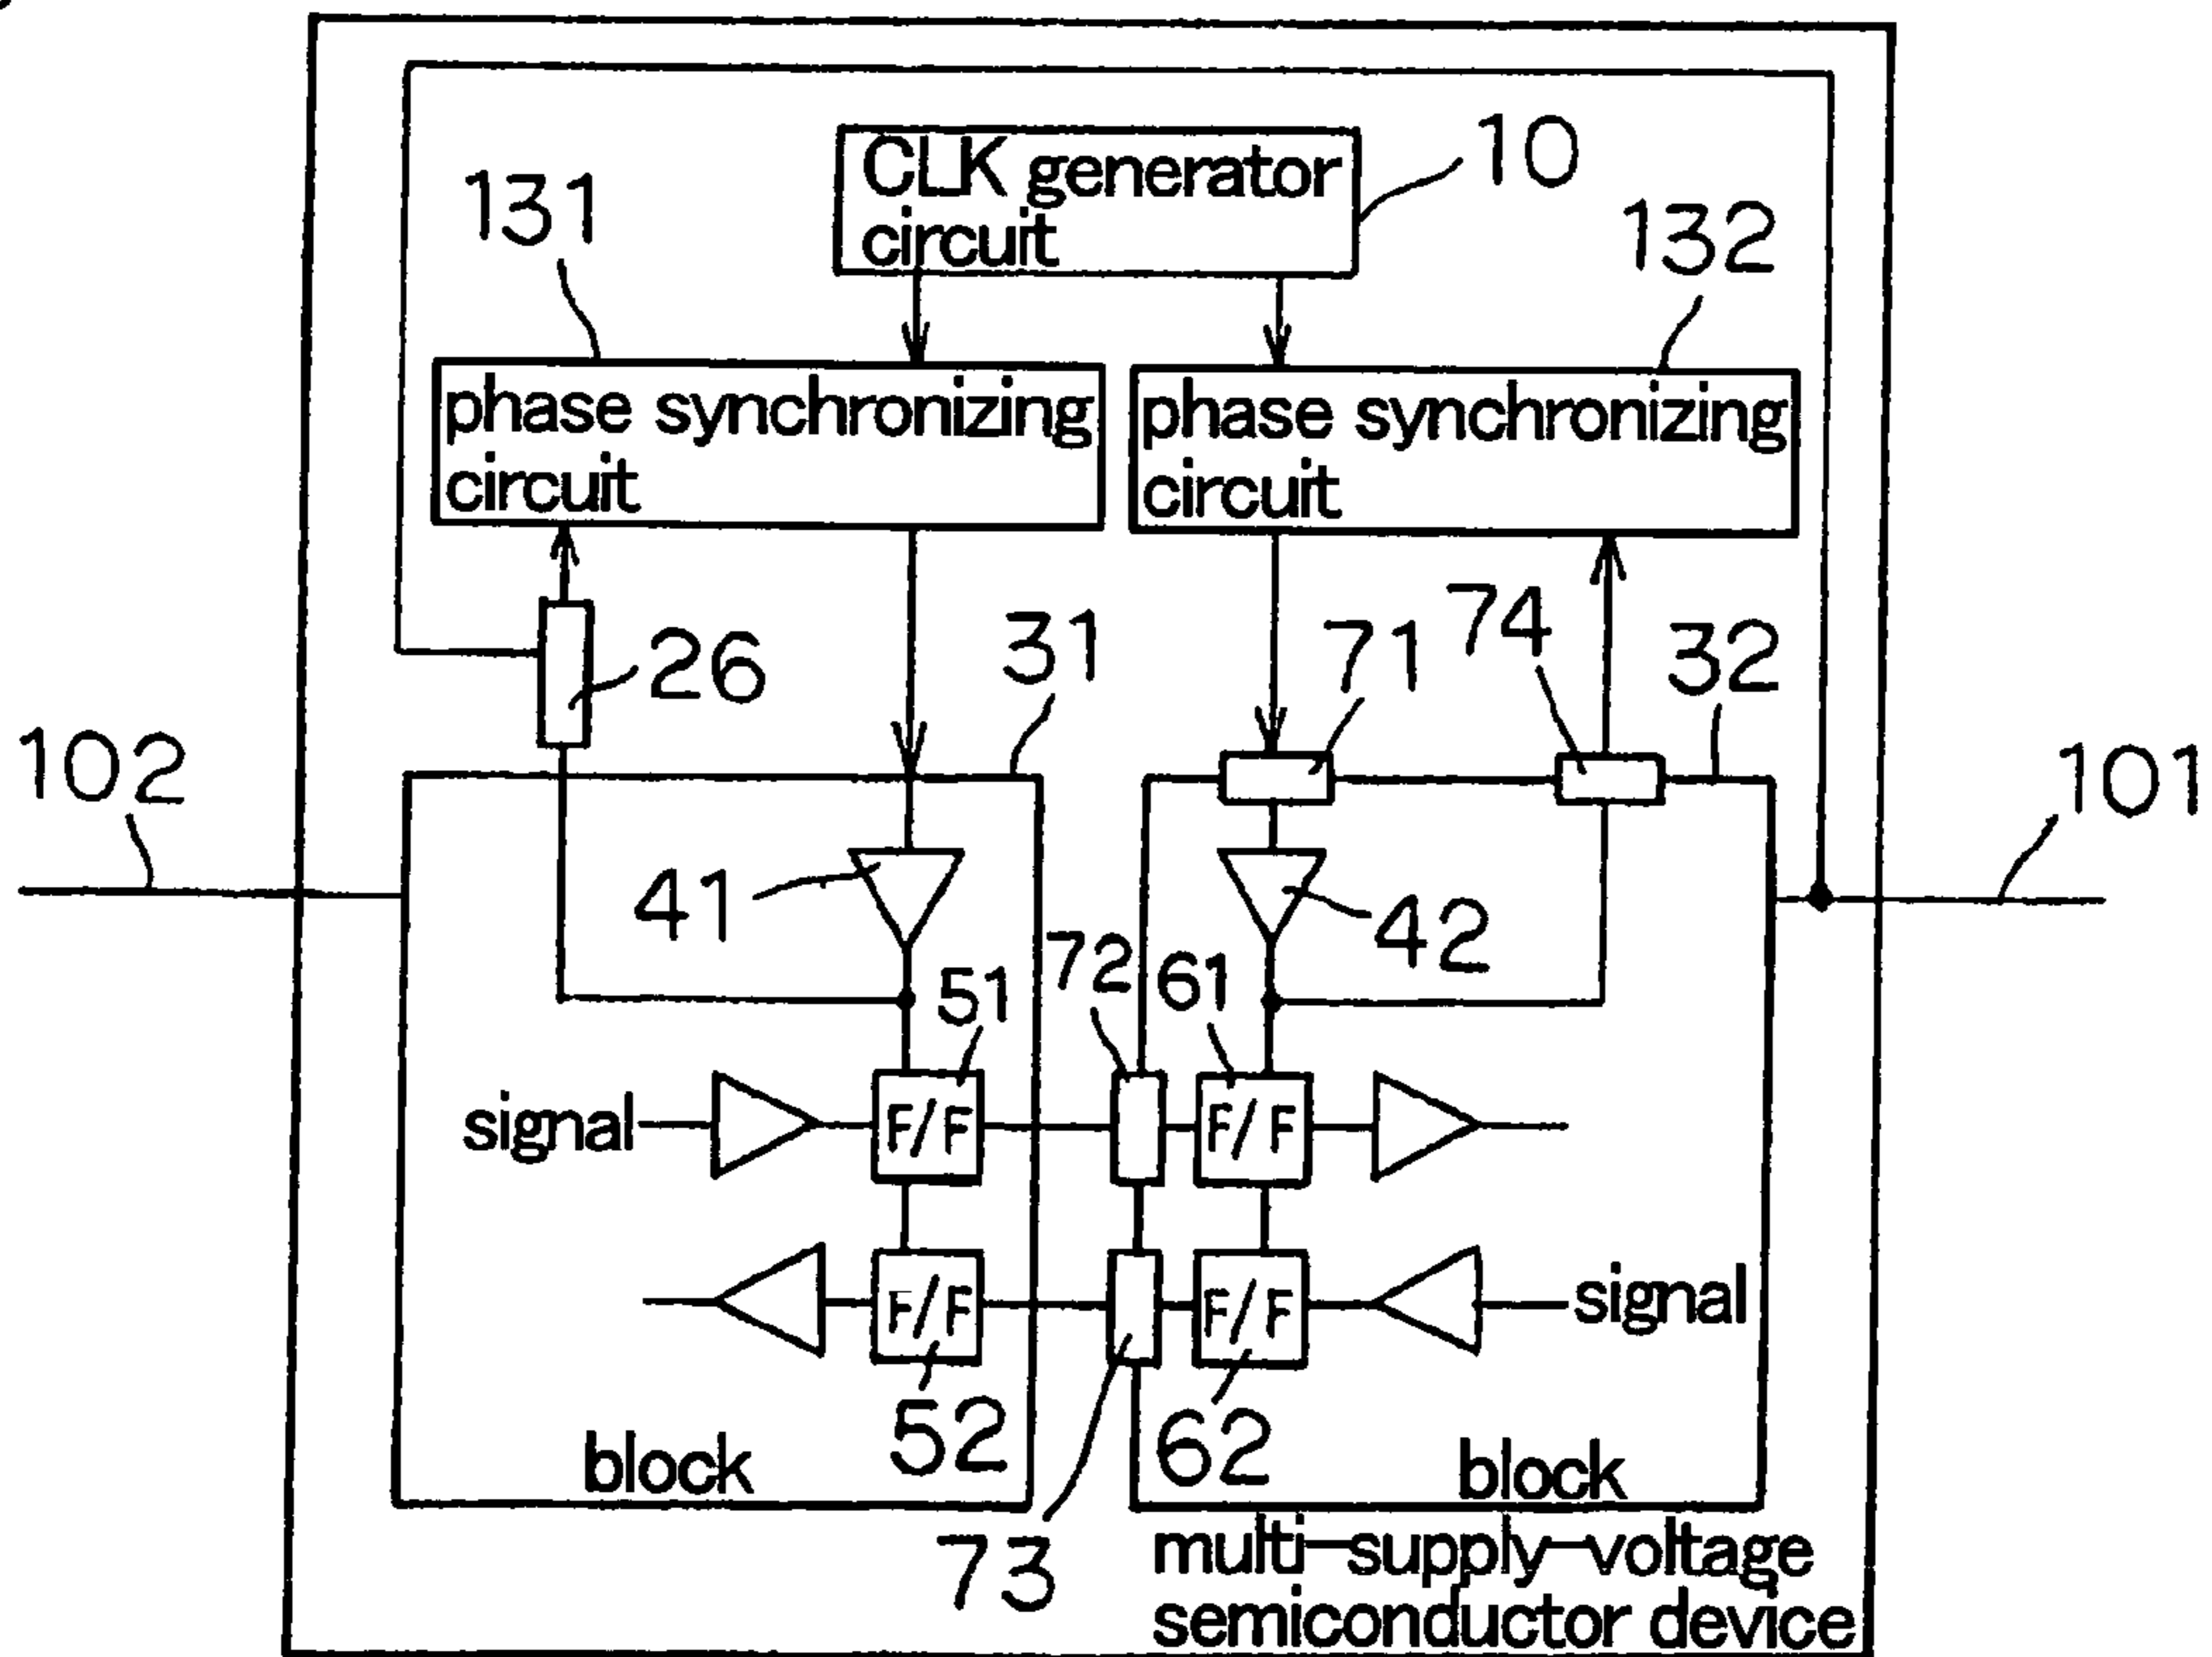 CLK generator
circuit
10
131
132
phase synchronizing
circuit
phase synchronizing
circuit
26
31
71
74
32
102
101
41
42
51
72
61
signal
F/F
F/F
F/F
F/F
signal
52
62
73
block
block
multi-supply-voltage
semiconductor device